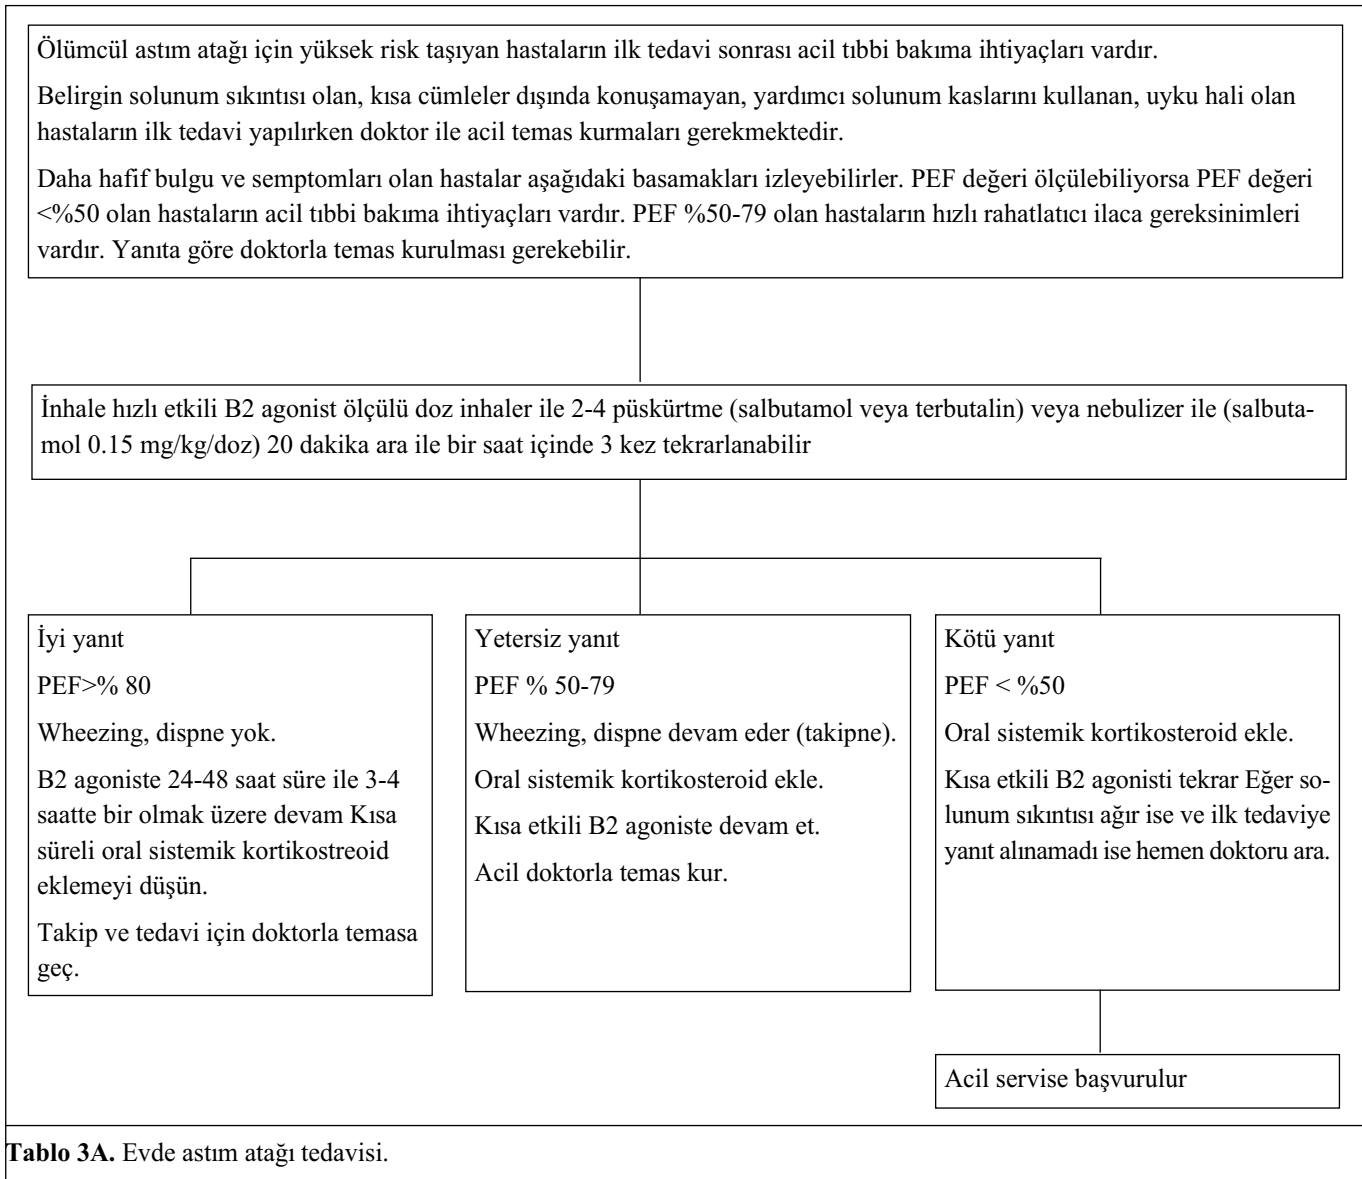 Ölümcül astım atağı için yüksek risk taşıyan hastaların ilk tedavi sonrası acil tıbbi bakıma ihtiyaçları vardır.
Belirgin solunum sıkıntısı olan, kısa cümleler dışında konuşamayan, yardımcı solunum kaslarını kullanan, uyku hali olan
hastaların ilk tedavi yapılırken doktor ile acil temas kurmaları gerekmektedir.
Daha hafif bulgu ve semptomları olan hastalar aşağıdaki basamakları izleyebilirler. PEF değeri ölçülebiliyorsa PEF değeri
<%50 olan hastaların acil tıbbi bakıma ihtiyaçları vardır. PEF %50-79 olan hastaların hızlı rahatlatıcı ilaca gereksinimleri
vardır. Yanıta göre doktorla temas kurulması gerekebilir.
İnhale hızlı etkili B2 agonist ölçülü doz inhaler ile 2-4 püskürtme (salbutamol veya terbutalin) veya nebulizer ile (salbuta-
mol 0.15 mg/kg/doz) 20 dakika ara ile bir saat içinde 3 kez tekrarlanabilir
İyi yanıt
PEF>% 80
Wheezing, dispne yok.
B2 agoniste 24-48 saat süre ile 3-4
saatte bir olmak üzere devam Kısa
süreli oral sistemik kortikostreoid
eklemeyi düşün.
Takip ve tedavi için doktorla temasa
geç.
Yetersiz yanıt
PEF % 50-79
Wheezing, dispne devam eder (takipne).
Oral sistemik kortikosteroid ekle.
Kısa etkili B2 agoniste devam et.
Acil doktorla temas kur.
Kötü yanıt
PEF < %50
Oral sistemik kortikosteroid ekle.
Kısa etkili B2 agonisti tekrar Eğer so-
lunum sıkıntısı ağır ise ve ilk tedaviye
yanıt alınamadı ise hemen doktoru ara.
Acil servise başvurulur
Tablo 3A. Evde astım atağı tedavisi.